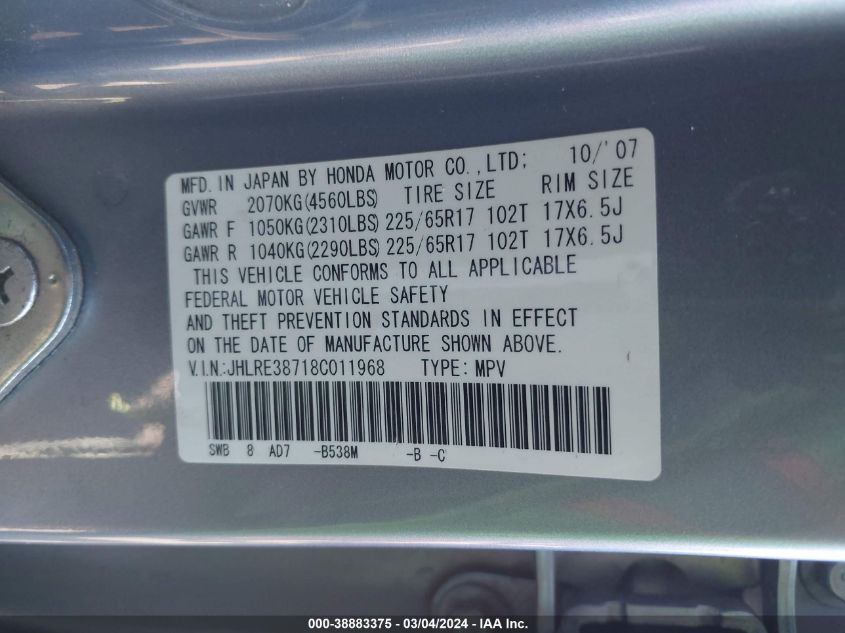 MFD. IN JAPAN BY HONDA MOTOR CO., LTD; 10/'07
GVWR 2070KG(4560LBS) TIRE SIZE RIM SIZE
GAWR F 1050KG(2310LBS) 225/65R17 102T 17X6.5J
GAWR R 1040KG(2290LBS) 225/65R17 102T 17X6.5J
THIS VEHICLE CONFORMS TO ALL APPLICABLE
FEDERAL MOTOR VEHICLE SAFETY
AND THEFT PREVENTION STANDARDS IN EFFECT
ON THE DATE OF MANUFACTURE SHOWN ABOVE.
V.I.N.:JHLRE38718C011968 TYPE: MPV
SWB 8 AD7 -B538M -B -C
000-38883375 - 03/04/2024 - IAA Inc.